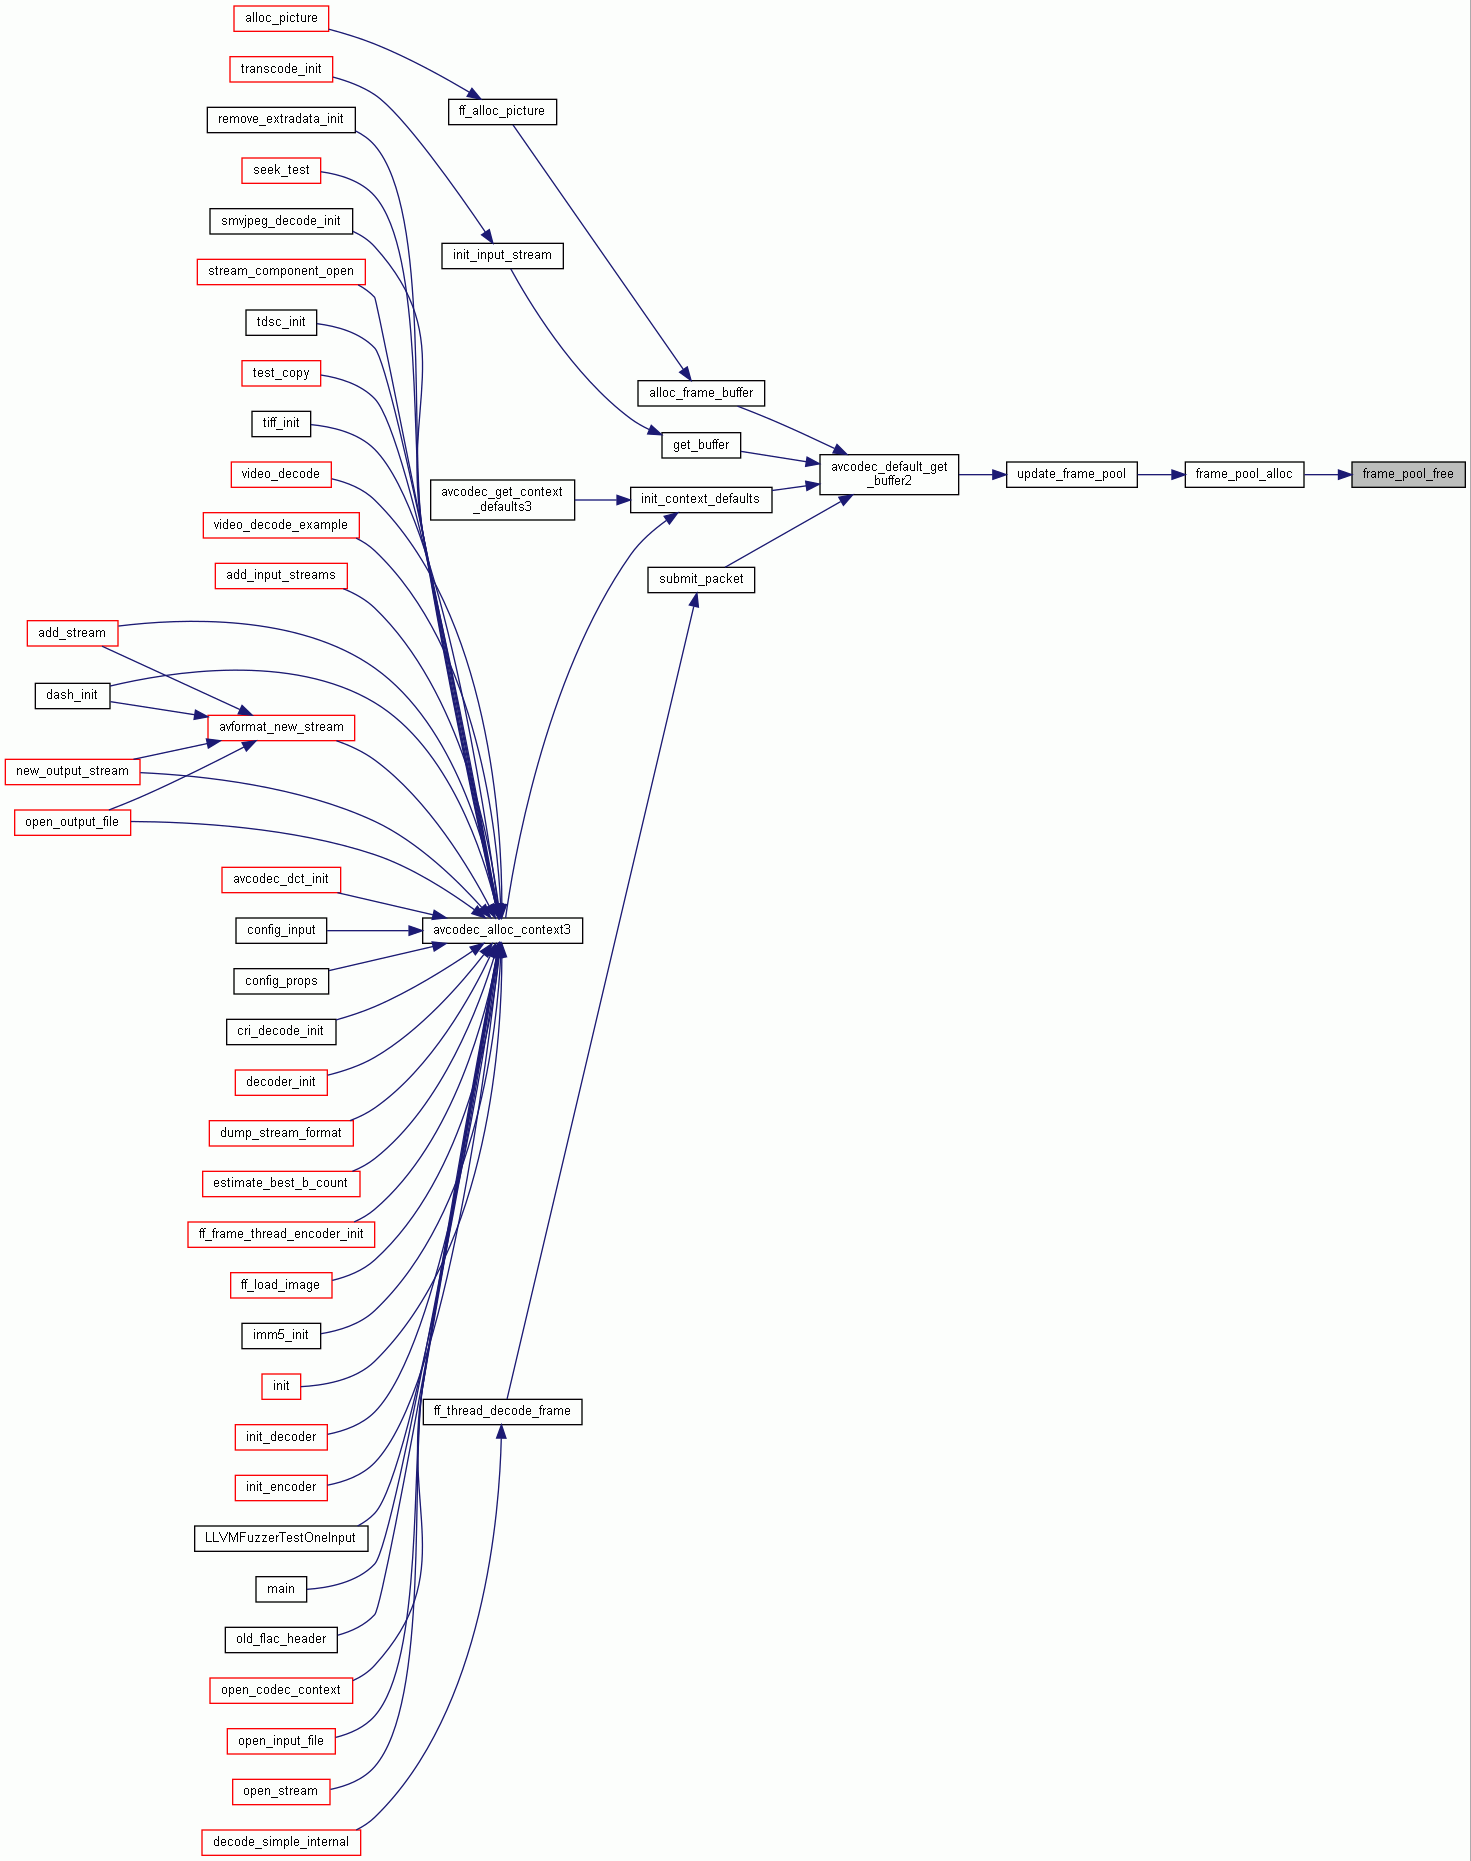 alloc_picture
transcode_init
ff_alloc_picture
remove_extradata_init
seek_test
smvjpeg_decode_init
init_input_stream
stream_component_open
tdsc_init
test_copy
alloc_frame_buffer
tiff_init
get_buffer
video_decode
avcodec_default_get
_buffer2
update_frame_pool
frame_pool_alloc
frame_pool_free
avcodec_get_context
_defaults3
init_context_defaults
video_decode_example
add_input_streams
submit_packet
add_stream
dash_init
avformat_new_stream
new_output_stream
open_output_file
avcodec_dct_init
config_input
avcodec_alloc_context3
config_props
cri_decode_init
decoder_init
dump_stream_format
estimate_best_b_count
ff_frame_thread_encoder_init
ff_load_image
imm5_init
init
ff_thread_decode_frame
init_decoder
init_encoder
LLVMFuzzerTestOneInput
main
old_flac_header
open_codec_context
open_input_file
open_stream
decode_simple_internal